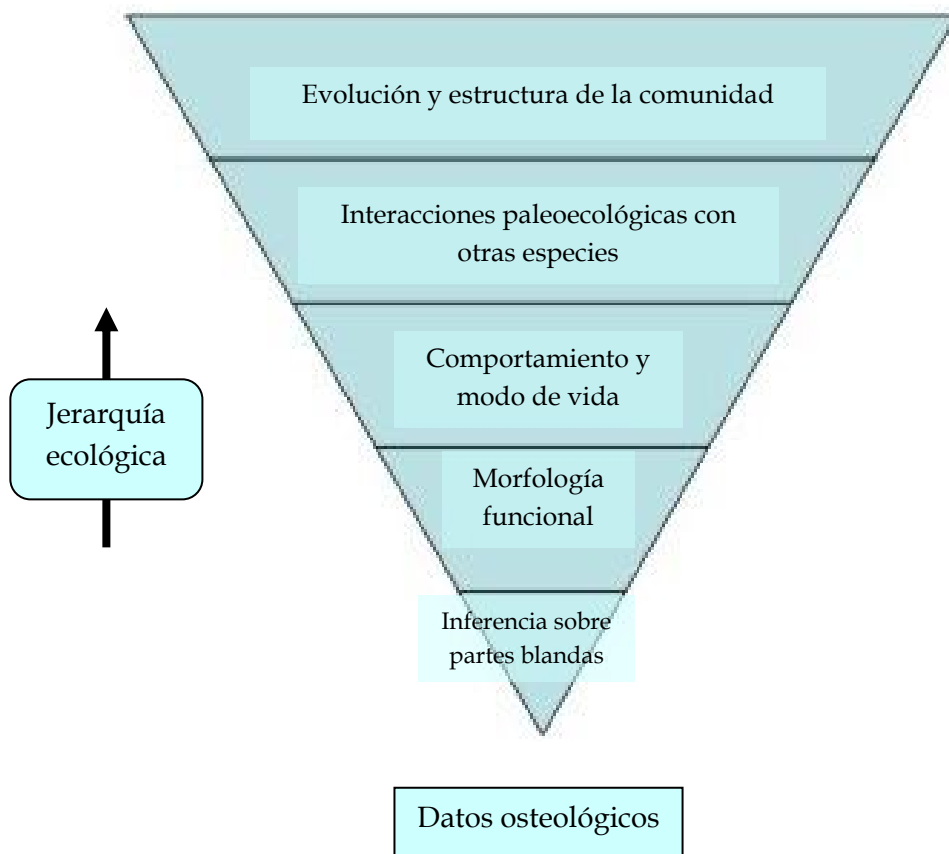 Evolución y estructura de la comunidad
Interacciones paleoecológicas con
otras especies
Comportamiento y
modo de vida
Jerarquía
ecológica
Morfología
funcional
Inferencia sobre
partes blandas
Datos osteológicos